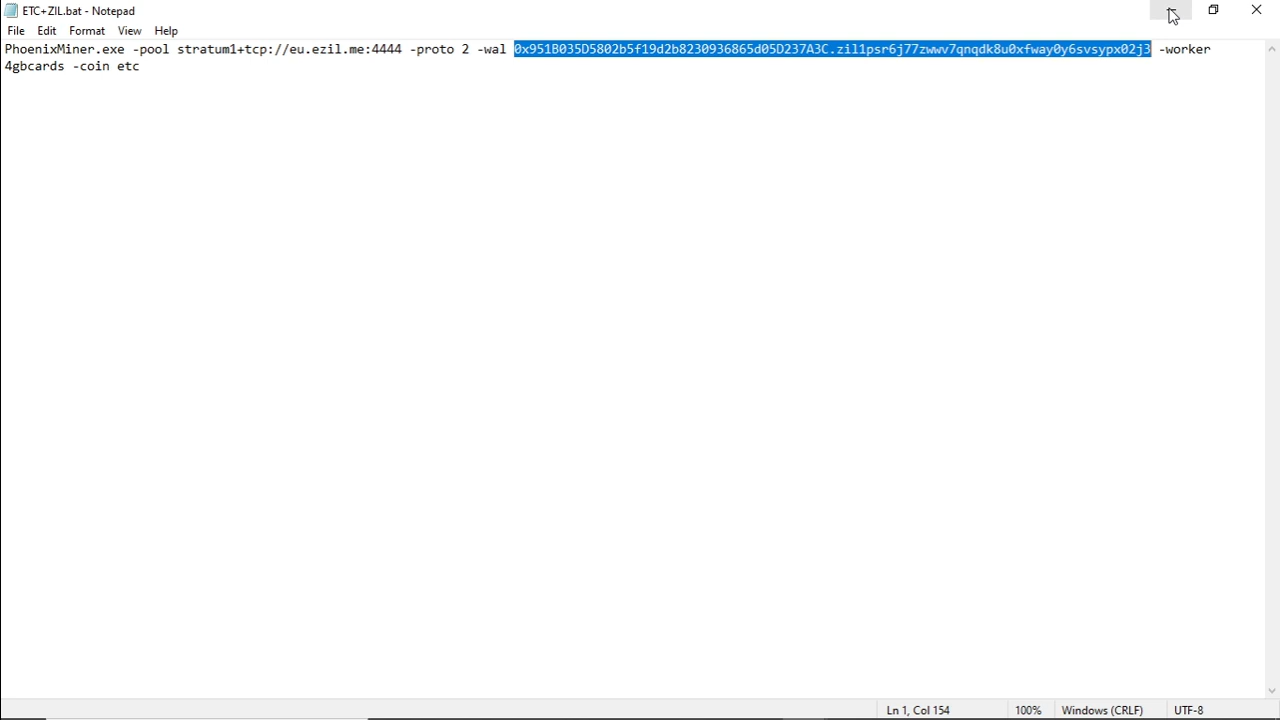 ETC+ZIL.bat - Notepad
File Edit Format View Help
PhoenixMiner.exe -pool stratum1+tcp://eu.ezil.me:4444 -proto 2 -wal 0x951B035D5802b5f19d2b8230936865d05D237A3C.zil1psr6j77zwwv7qnqdk8u0xfway0y6svsypx02j3 -worker
4gbcards -coin etc
Ln 1, Col 154 100% Windows (CRLF) UTF-8